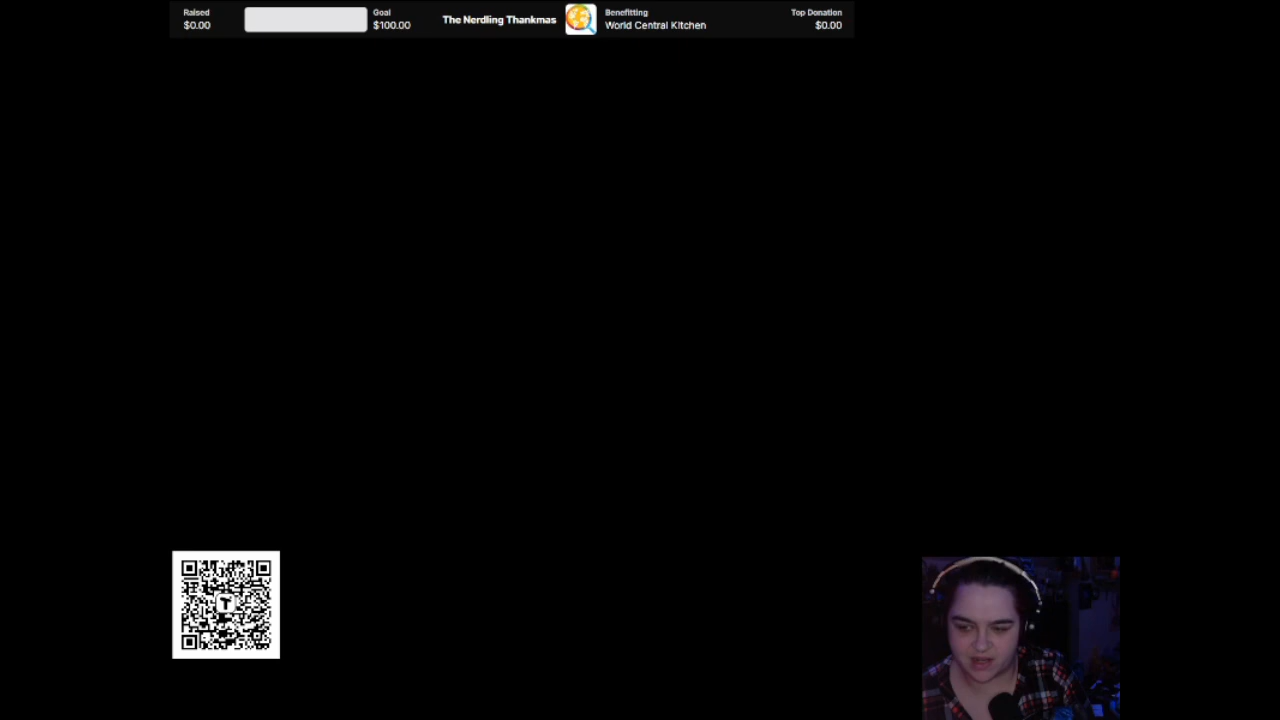 Raised
$0.00
Goal
$100.00
The Nerdling Thankmas
Benefitting
World Central Kitchen
Top Donation
$0.00
T